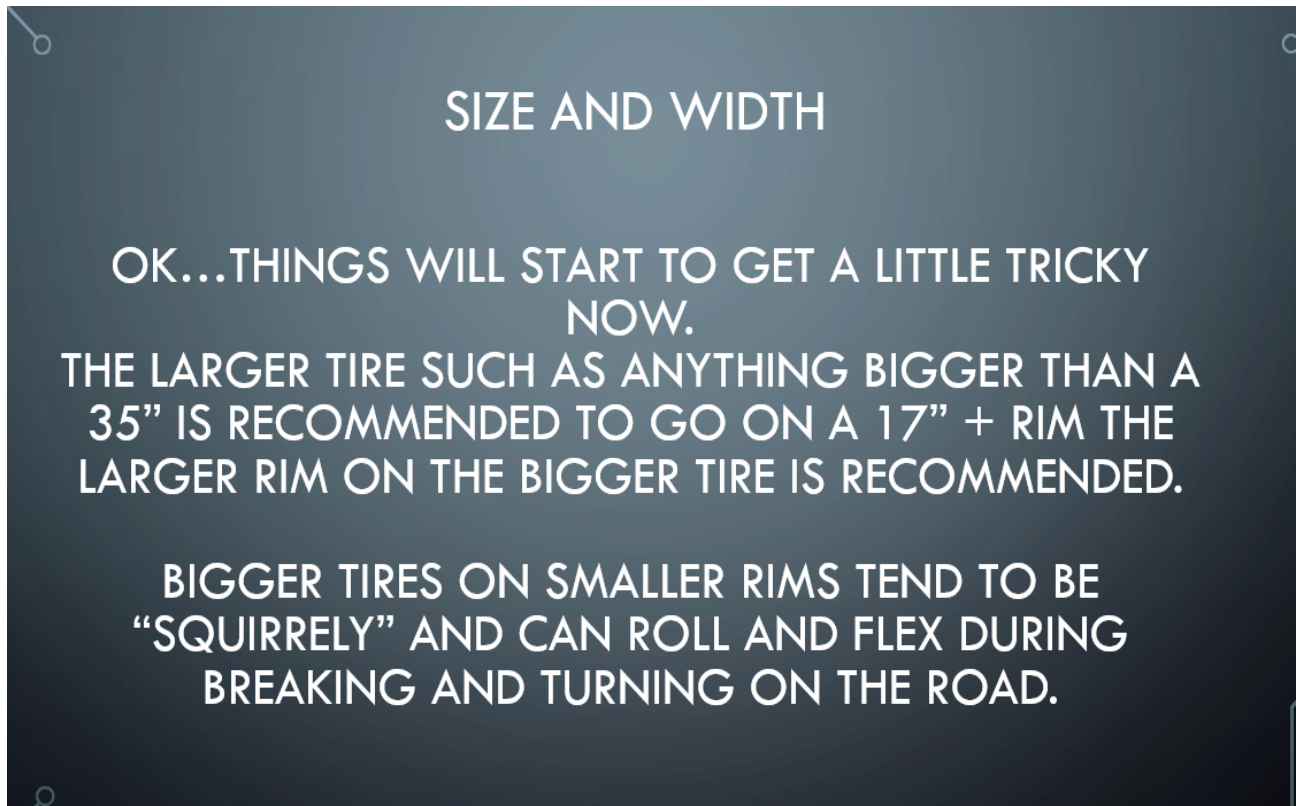 SIZE AND WIDTH
OK...THINGS WILL START TO GET A LITTLE TRICKY
NOW.
THE LARGER TIRE SUCH AS ANYTHING BIGGER THAN A
35” IS RECOMMENDED TO GO ON A 17” + RIM THE
LARGER RIM ON THE BIGGER TIRE IS RECOMMENDED.
BIGGER TIRES ON SMALLER RIMS TEND TO BE
“SQUIRRELY” AND CAN ROLL AND FLEX DURING
BREAKING AND TURNING ON THE ROAD.